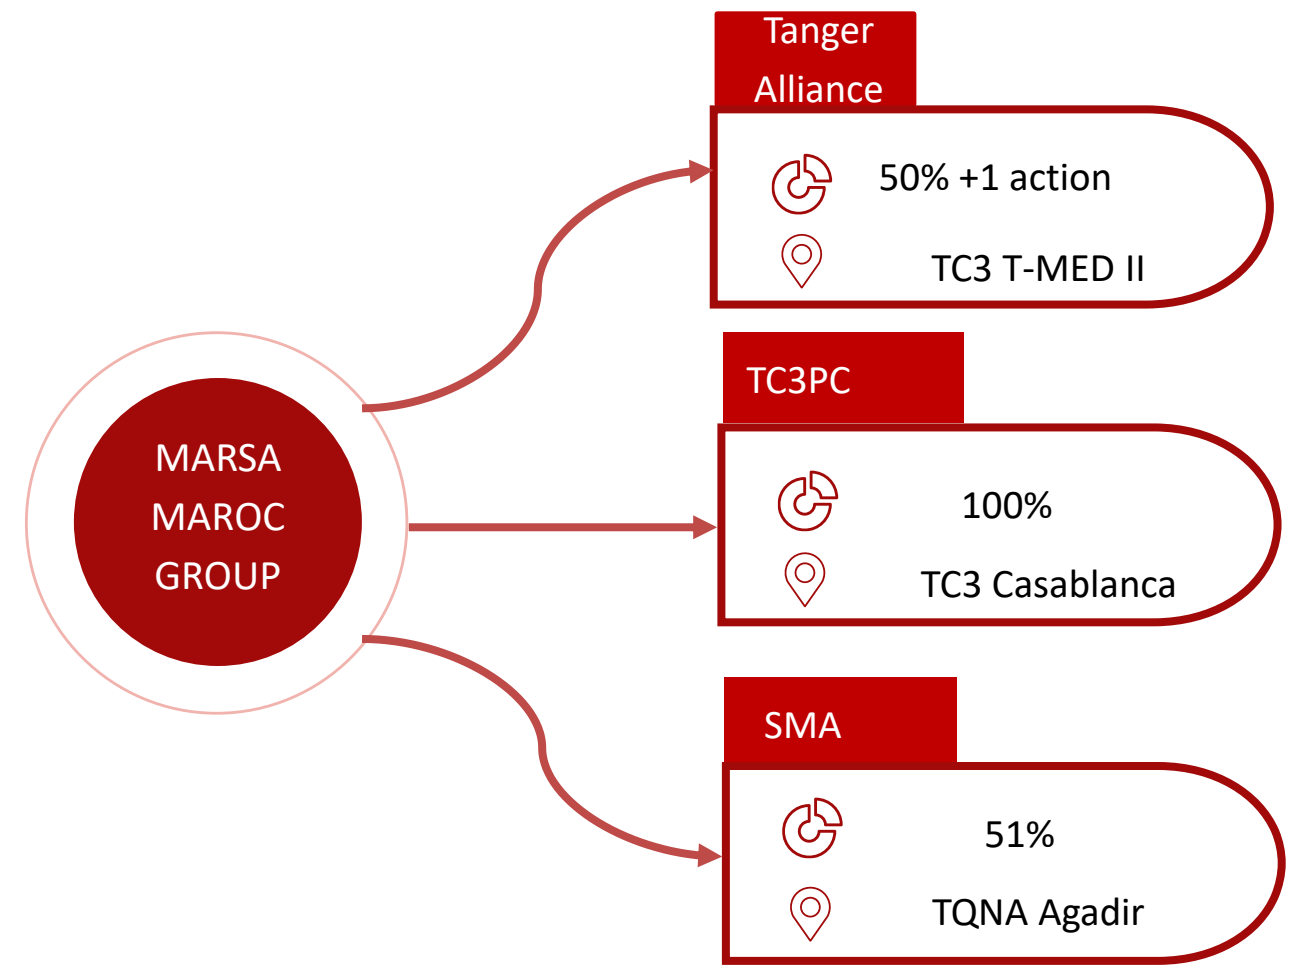 MARSA
MAROC
GROUP
Tanger
Alliance
50% +1 action
TC3 T-MED II
TC3PC
100%
TC3 Casablanca
SMA
51%
TQNA Agadir